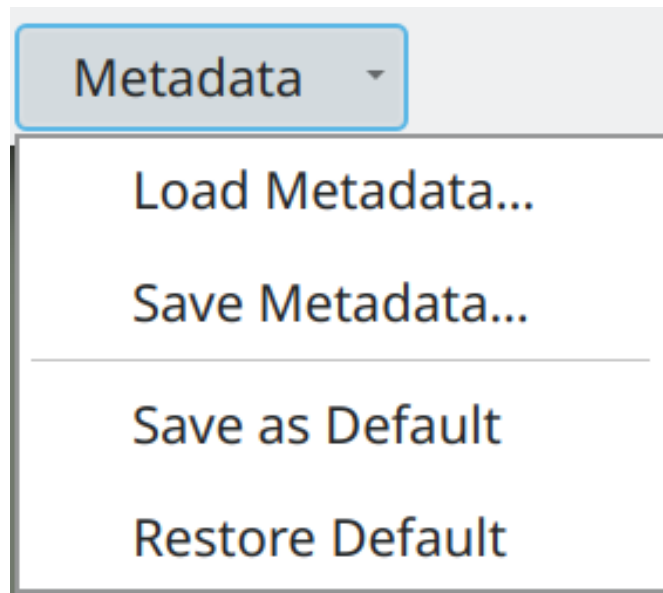 Metadata
Load Metadata...
Save Metadata...
Save as Default
Restore Default